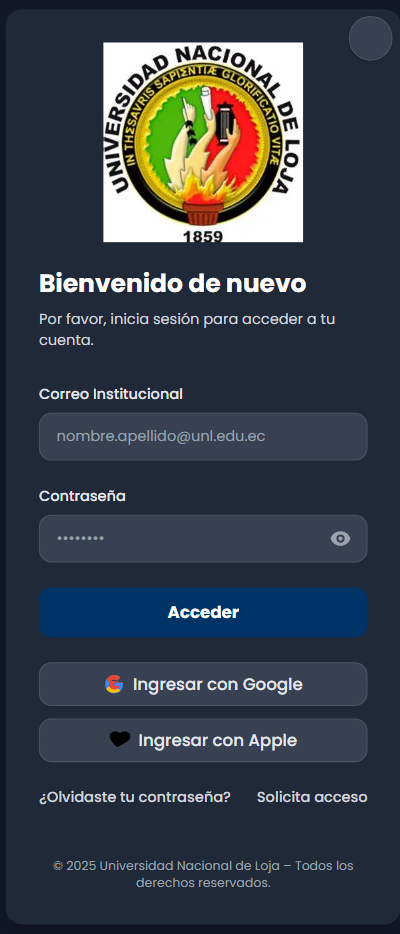 UNIVERSIDAD NACIONAL DE LOJA
IN THESAVRIS SAPIENTIÆ GLORIFICATIO VITÆ
1859
Bienvenido de nuevo
Por favor, inicia sesión para acceder a tu
cuenta.
Correo Institucional
nombre.apellido@unl.edu.ec
Contraseña
••••••••
Acceder
Ingresar con Google
Ingresar con Apple
¿Olvidaste tu contraseña? Solicita acceso
© 2025 Universidad Nacional de Loja – Todos los
derechos reservados.